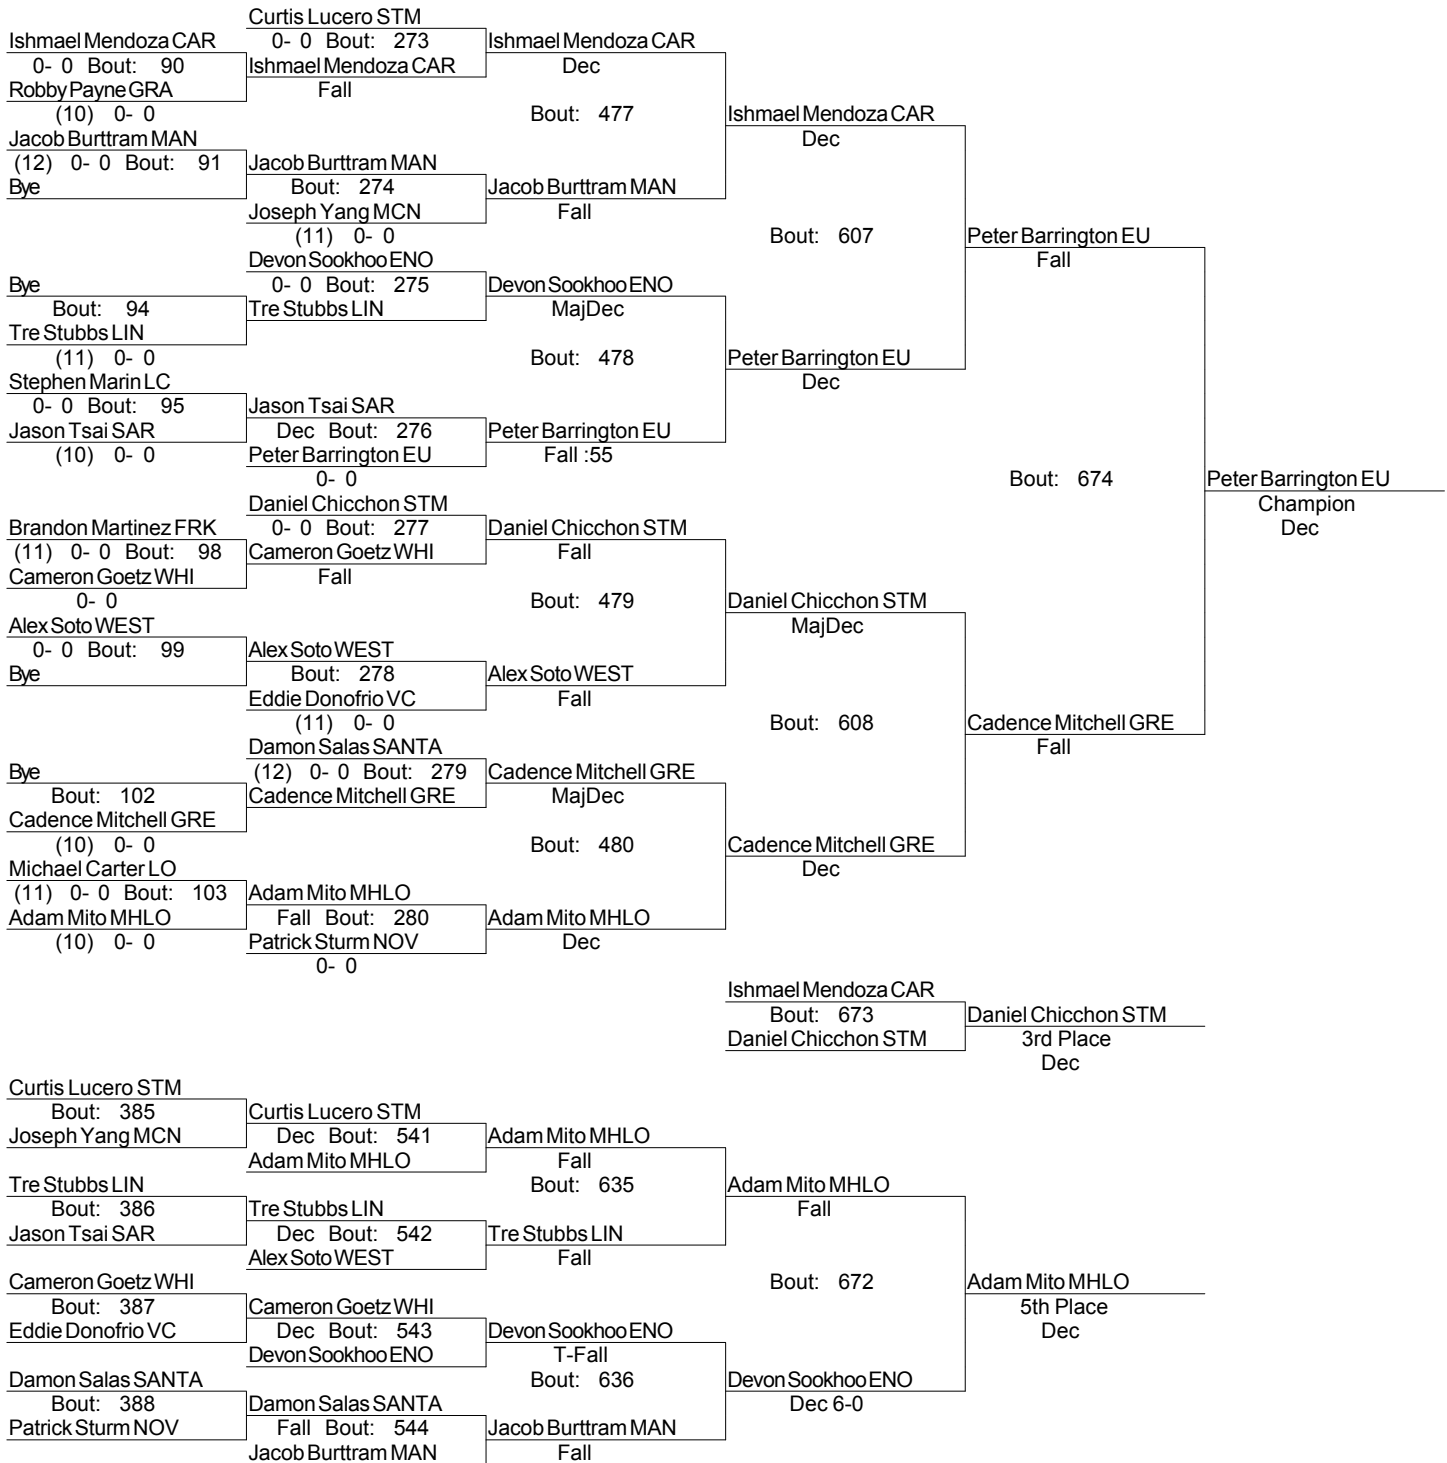 Curtis Lucero STM
Ishmael Mendoza CAR 0- 0 Bout: 273 Ishmael Mendoza CAR
0- 0 Bout: 90 Ishmael Mendoza CAR Dec
Robby Payne GRA Fall
(10) 0- 0 Bout: 477 Ishmael Mendoza CAR
Jacob Burttram MAN Dec
(12) 0- 0 Bout: 91 Jacob Burttram MAN
Bye Bout: 274 Jacob Burttram MAN
Joseph Yang MCN Fall
(11) 0- 0 Bout: 607 Peter Barrington EU
Devon Sookhoo ENO Fall
Bye 0- 0 Bout: 275 Devon Sookhoo ENO
Bout: 94 Tre Stubbs LIN MajDec
Tre Stubbs LIN
(11) 0- 0 Bout: 478 Peter Barrington EU
Stephen Marin LC Dec
0- 0 Bout: 95 Jason Tsai SAR
Jason Tsai SAR Dec Bout: 276 Peter Barrington EU
(10) 0- 0 Peter Barrington EU Fall :55
0- 0 Bout: 674 Peter Barrington EU
Daniel Chicchon STM Champion
Brandon Martinez FRK 0- 0 Bout: 277 Daniel Chicchon STM Dec
(11) 0- 0 Bout: 98 Cameron Goetz WHI Fall
Cameron Goetz WHI Fall
0- 0 Bout: 479 Daniel Chicchon STM
Alex Soto WEST MajDec
0- 0 Bout: 99 Alex Soto WEST
Bye Bout: 278 Alex Soto WEST
Eddie Donofrio VC Fall
(11) 0- 0 Bout: 608 Cadence Mitchell GRE
Damon Salas SANTA Fall
Bye (12) 0- 0 Bout: 279 Cadence Mitchell GRE
Bout: 102 Cadence Mitchell GRE MajDec
Cadence Mitchell GRE
(10) 0- 0 Bout: 480 Cadence Mitchell GRE
Michael Carter LO Dec
(11) 0- 0 Bout: 103 Adam Mito MHLO
Adam Mito MHLO Fall Bout: 280 Adam Mito MHLO
(10) 0- 0 Patrick Sturm NOV Dec
0- 0
Ishmael Mendoza CAR
Bout: 673 Daniel Chicchon STM
Daniel Chicchon STM 3rd Place
Dec
Curtis Lucero STM
Bout: 385 Curtis Lucero STM
Joseph Yang MCN Dec Bout: 541 Adam Mito MHLO
Adam Mito MHLO Fall
Tre Stubbs LIN Bout: 635 Adam Mito MHLO
Bout: 386 Tre Stubbs LIN Fall
Jason Tsai SAR Dec Bout: 542 Tre Stubbs LIN
Alex Soto WEST Fall
Cameron Goetz WHI Bout: 672 Adam Mito MHLO
Bout: 387 Cameron Goetz WHI 5th Place
Eddie Donofrio VC Dec Bout: 543 Devon Sookhoo ENO Dec
Devon Sookhoo ENO T-Fall
Damon Salas SANTA Bout: 636 Devon Sookhoo ENO
Bout: 388 Damon Salas SANTA Dec 6-0
Patrick Sturm NOV Fall Bout: 544 Jacob Burttram MAN
Jacob Burttram MAN Fall